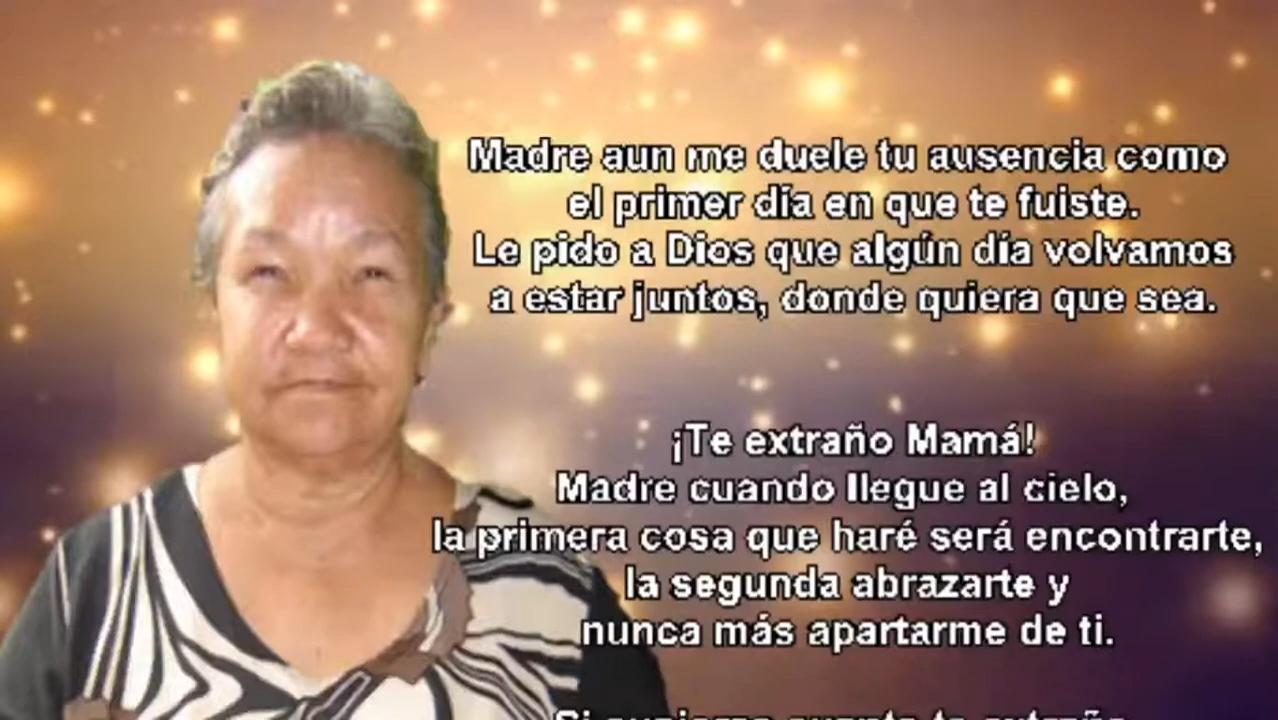 Madre aun me duele tu ausencia como
el primer día en que te fuiste.
Le pido a Dios que algún día volvamos
a estar juntos, donde quiera que sea.
¡Te extraño Mamá!
Madre cuando llegue al cielo,
la primera cosa que haré será encontrarte,
la segunda abrazarte y
nunca más apartarme de ti.